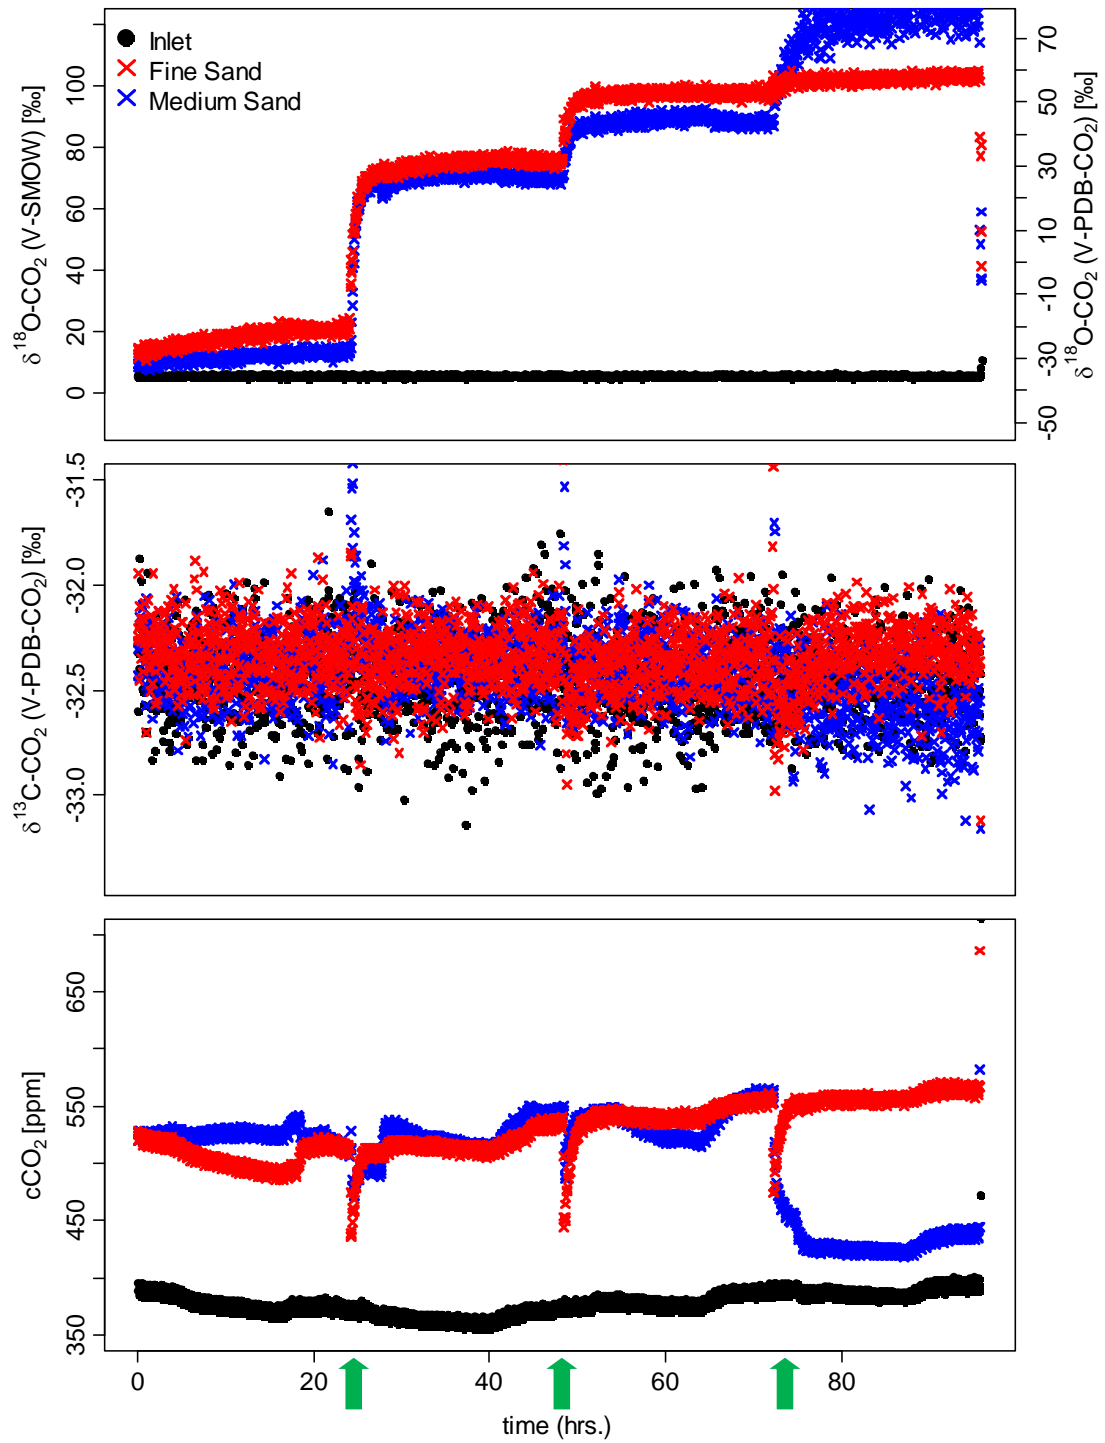 Inlet
Fine Sand
Medium Sand
δ¹⁸O-CO₂ (V-SMOW) [‰]
0 20 40 60 80 100
δ¹⁸O-CO₂ (V-PDB-CO₂) [‰]
-50 -30 -10 10 30 50 70
δ¹³C-CO₂ (V-PDB-CO₂) [‰]
-33.0 -32.5 -32.0 -31.5
cCO₂ [ppm]
350 450 550 650
0 20 40 60 80
time (hrs.)